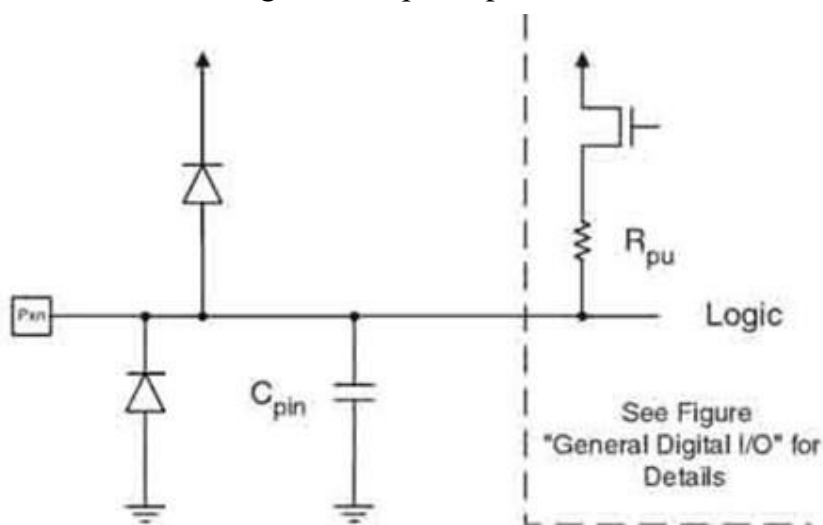 Pxn
C pin
R pu
Logic
See Figure
"General Digital I/O" for
Details